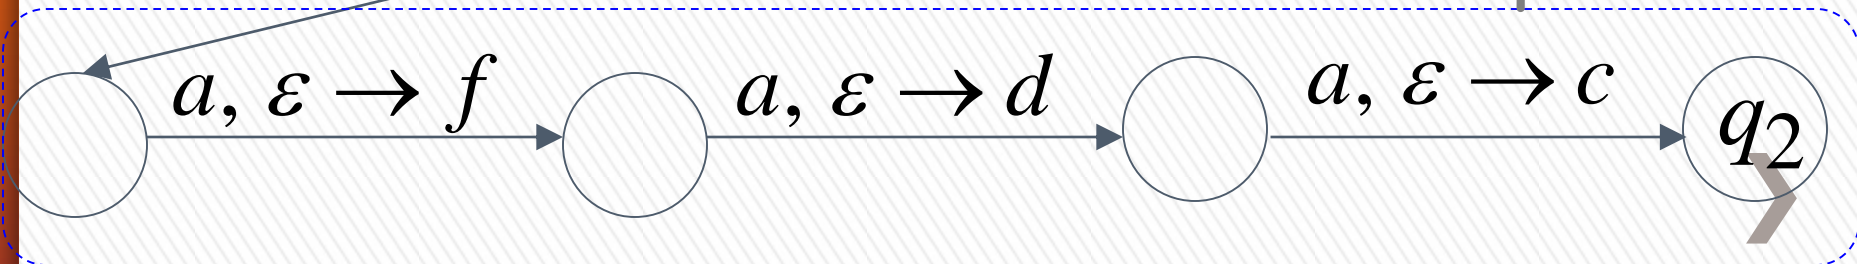 a, ε → f a, ε → d a, ε → c q₂